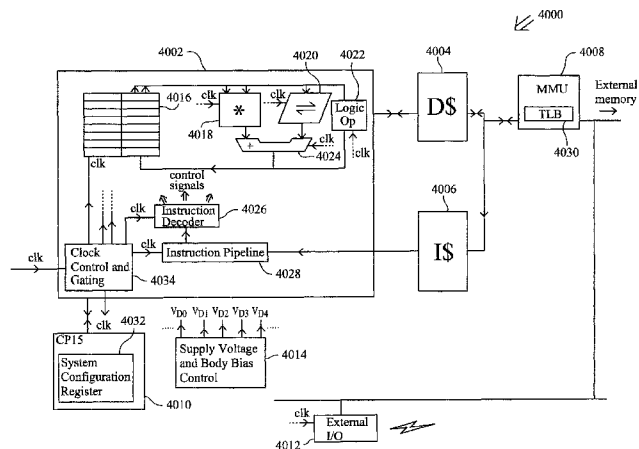 4000
4002
4020
4022
4004
4008
4016
clk
*
4018
clk
⇌
Logic
Op
+
clk
4024
clk
D$
MMU
TLB
4030
External
memory
clk
control
signals
4006
clk
Instruction
Decoder
4026
I$
clk
Clock
Control and
Gating
4034
clk
Instruction Pipeline
4028
clk
CP15
4032
System
Configuration
Register
4010
VD0 VD1 VD2 VD3 VD4
Supply Voltage
and Body Bias
Control
4014
clk
External
I/O
4012